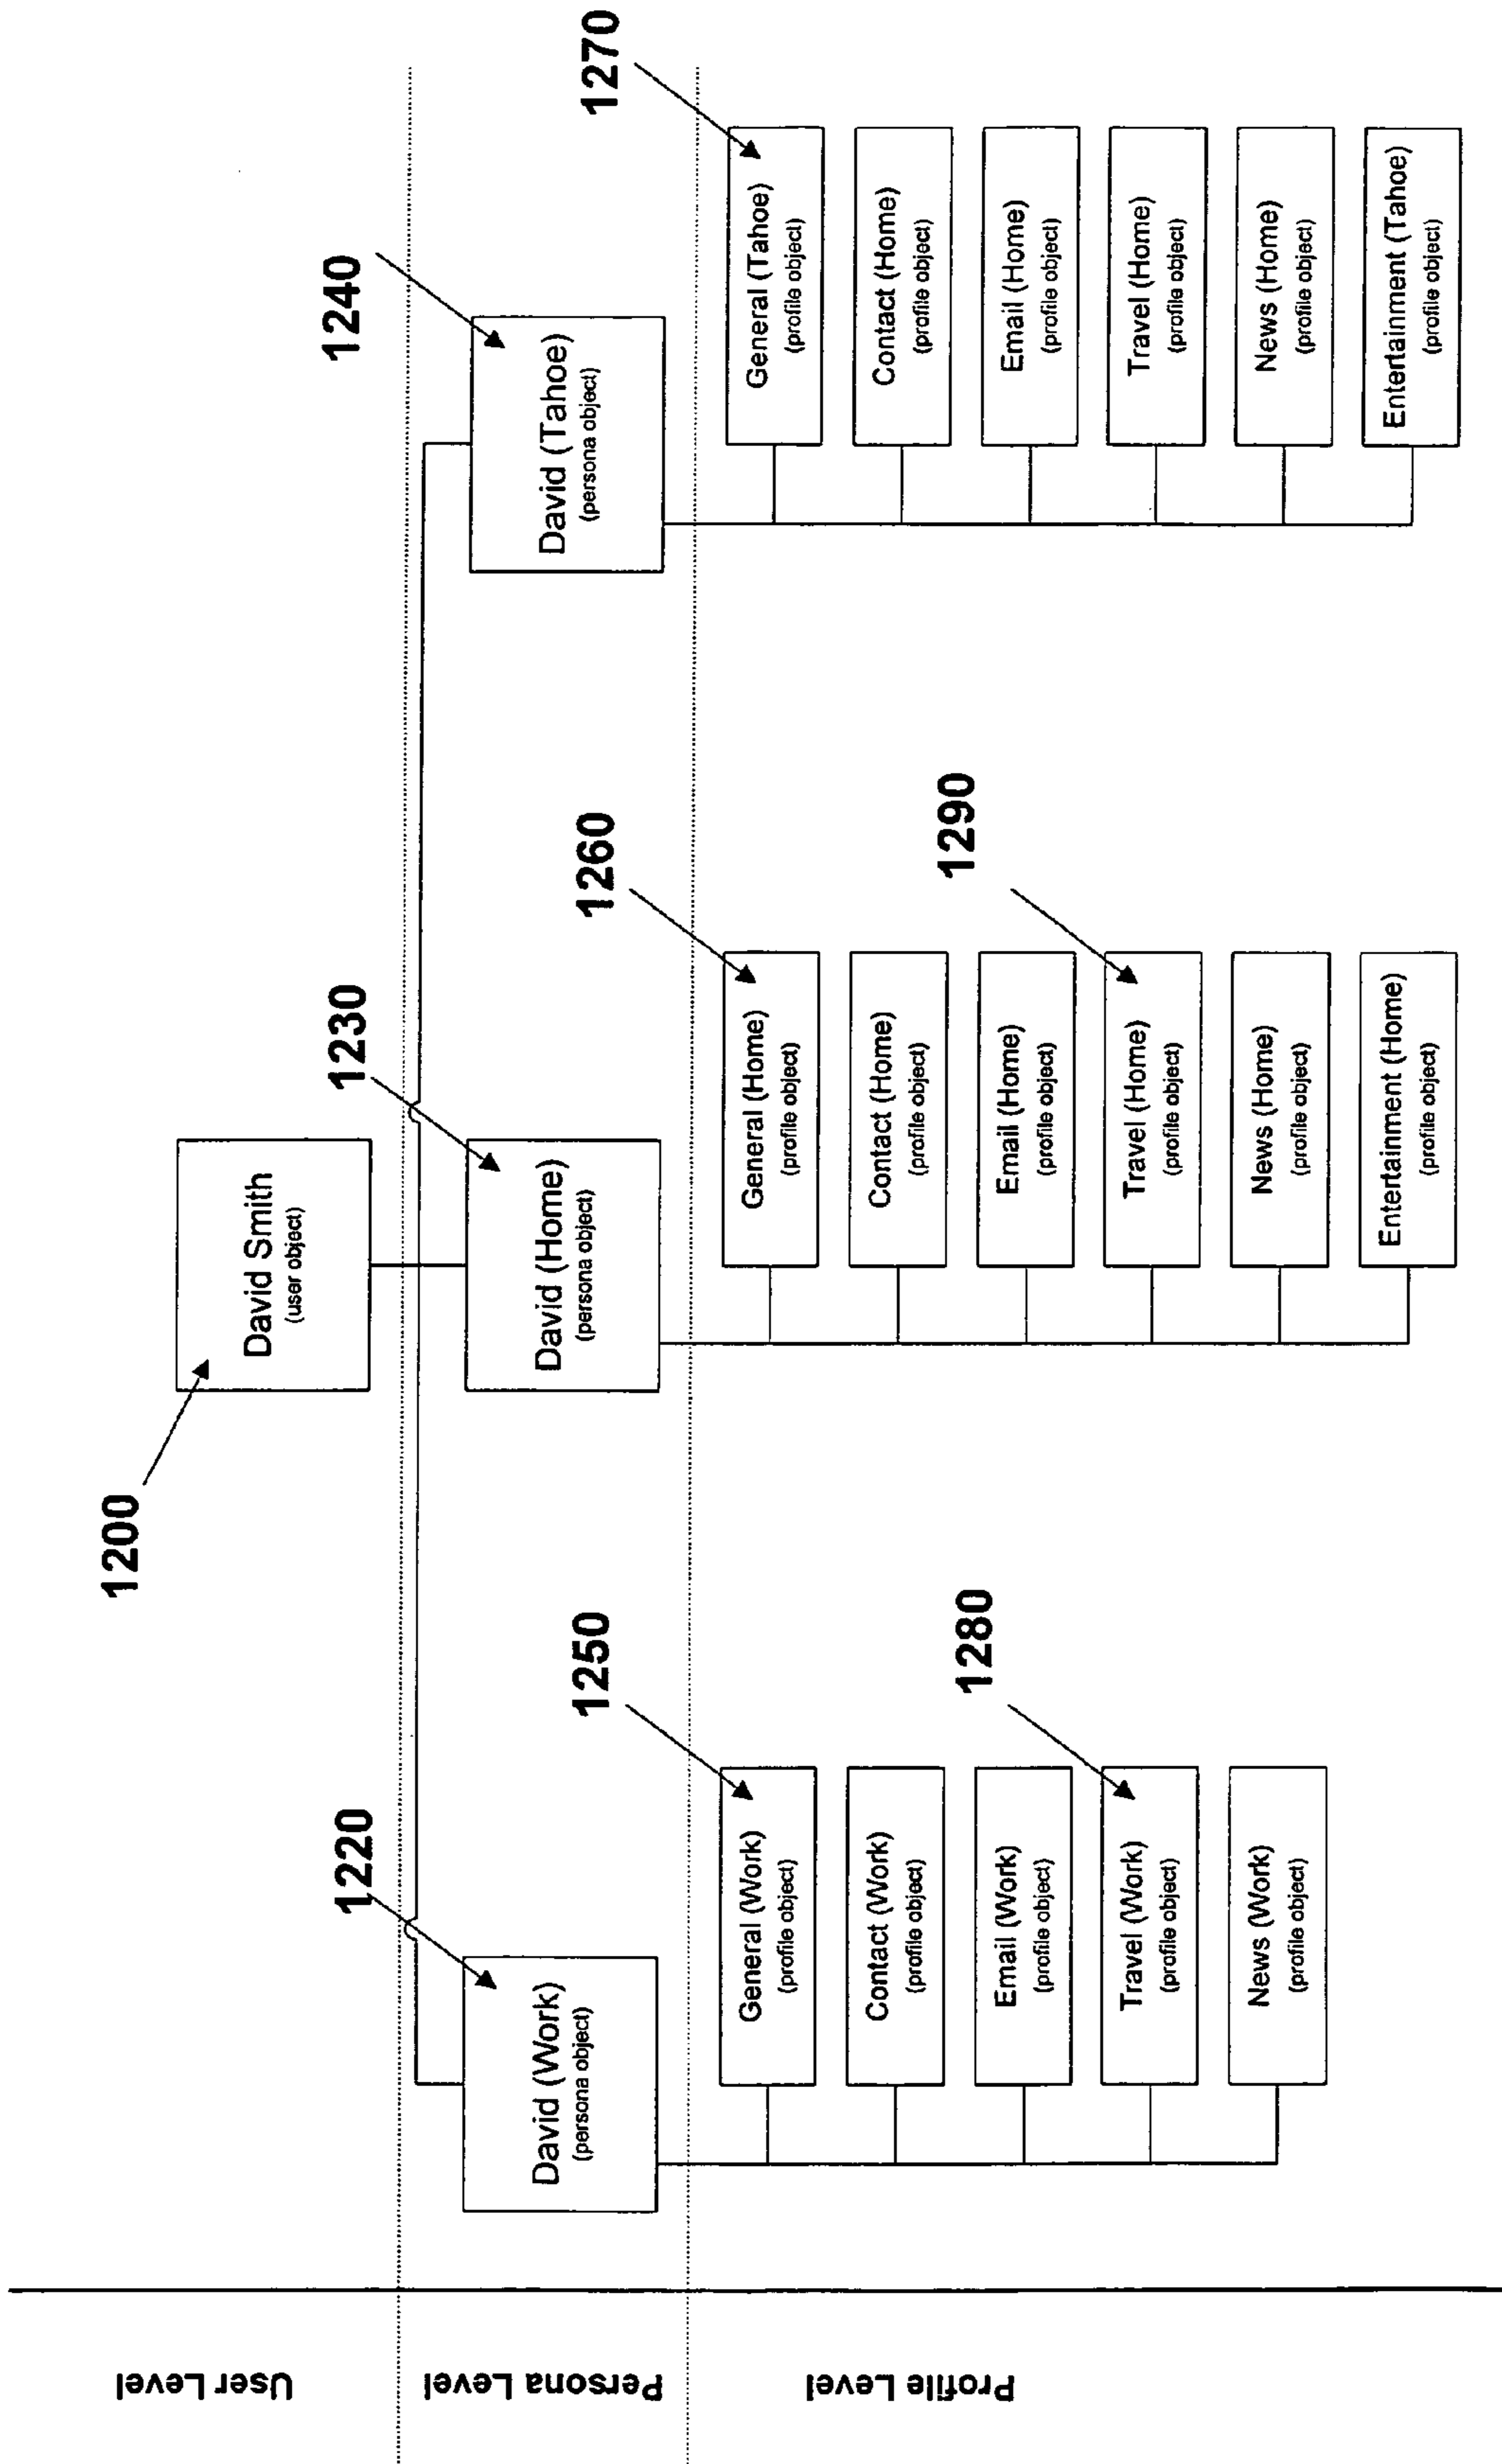 User Level
Persona Level
Profile Level
1200
David Smith
(user object)
1220
David (Work)
(persona object)
1230
David (Home)
(persona object)
1240
David (Tahoe)
(persona object)
1250
General (Work)
(profile object)
Contact (Work)
(profile object)
Email (Work)
(profile object)
1280
Travel (Work)
(profile object)
News (Work)
(profile object)
1260
General (Home)
(profile object)
Contact (Home)
(profile object)
Email (Home)
(profile object)
1290
Travel (Home)
(profile object)
News (Home)
(profile object)
Entertainment (Home)
(profile object)
1270
General (Tahoe)
(profile object)
Contact (Home)
(profile object)
Email (Home)
(profile object)
Travel (Home)
(profile object)
News (Home)
(profile object)
Entertainment (Tahoe)
(profile object)